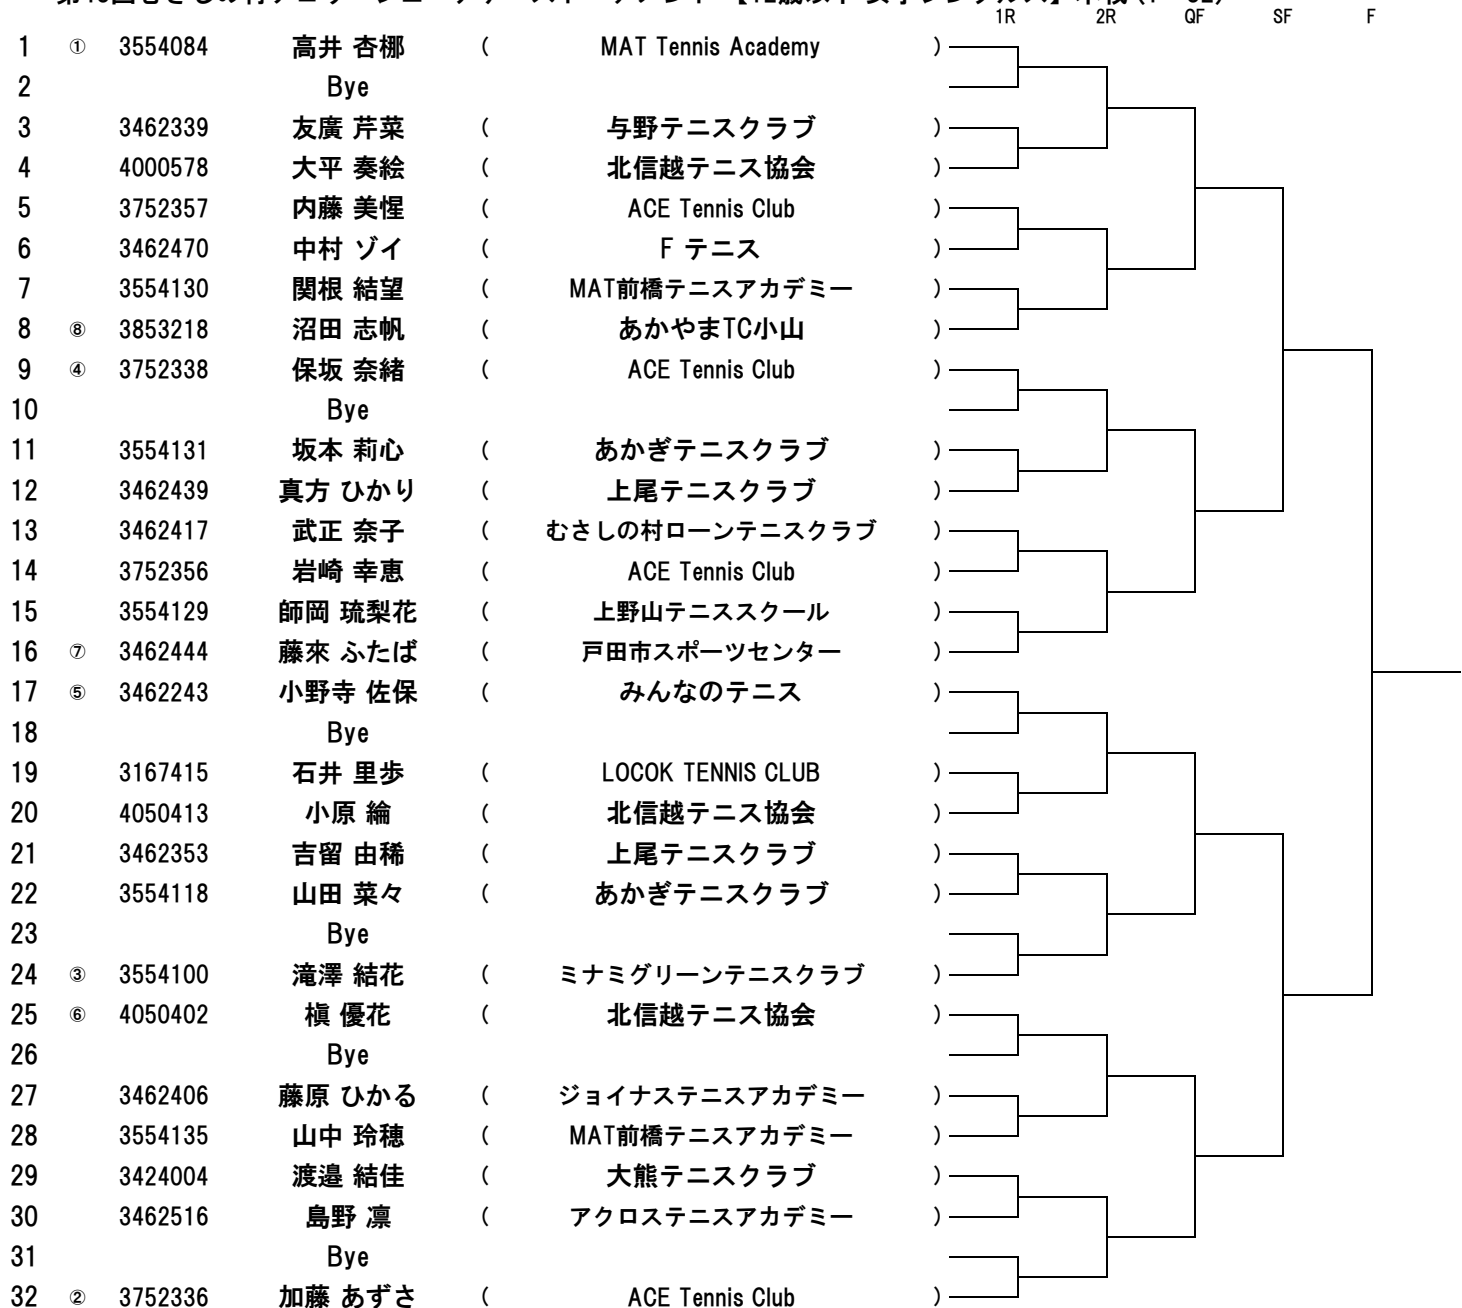 1R 2R QF SF F
1 ① 3554084 高井 杏梛 ( MAT Tennis Academy )
2 Bye
3 3462339 友廣 芹菜 ( 与野テニスクラブ )
4 4000578 大平 奏絵 ( 北信越テニス協会 )
5 3752357 内藤 美惺 ( ACE Tennis Club )
6 3462470 中村 ゾイ ( F テニス )
7 3554130 関根 結望 ( MAT前橋テニスアカデミー )
8 ⑧ 3853218 沼田 志帆 ( あかやまTC小山 )
9 ④ 3752338 保坂 奈緒 ( ACE Tennis Club )
10 Bye
11 3554131 坂本 莉心 ( あかぎテニスクラブ )
12 3462439 真方 ひかり ( 上尾テニスクラブ )
13 3462417 武正 奈子 ( むさしの村ローンテニスクラブ )
14 3752356 岩崎 幸恵 ( ACE Tennis Club )
15 3554129 師岡 琉梨花 ( 上野山テニススクール )
16 ⑦ 3462444 藤來 ふたば ( 戸田市スポーツセンター )
17 ⑤ 3462243 小野寺 佐保 ( みんなのテニス )
18 Bye
19 3167415 石井 里歩 ( LOCOK TENNIS CLUB )
20 4050413 小原 綸 ( 北信越テニス協会 )
21 3462353 吉留 由稀 ( 上尾テニスクラブ )
22 3554118 山田 菜々 ( あかぎテニスクラブ )
23 Bye
24 ③ 3554100 滝澤 結花 ( ミナミグリーンテニスクラブ )
25 ⑥ 4050402 槇 優花 ( 北信越テニス協会 )
26 Bye
27 3462406 藤原 ひかる ( ジョイナステニスアカデミー )
28 3554135 山中 玲穂 ( MAT前橋テニスアカデミー )
29 3424004 渡邉 結佳 ( 大熊テニスクラブ )
30 3462516 島野 凛 ( アクロステニスアカデミー )
31 Bye
32 ② 3752336 加藤 あずさ ( ACE Tennis Club )